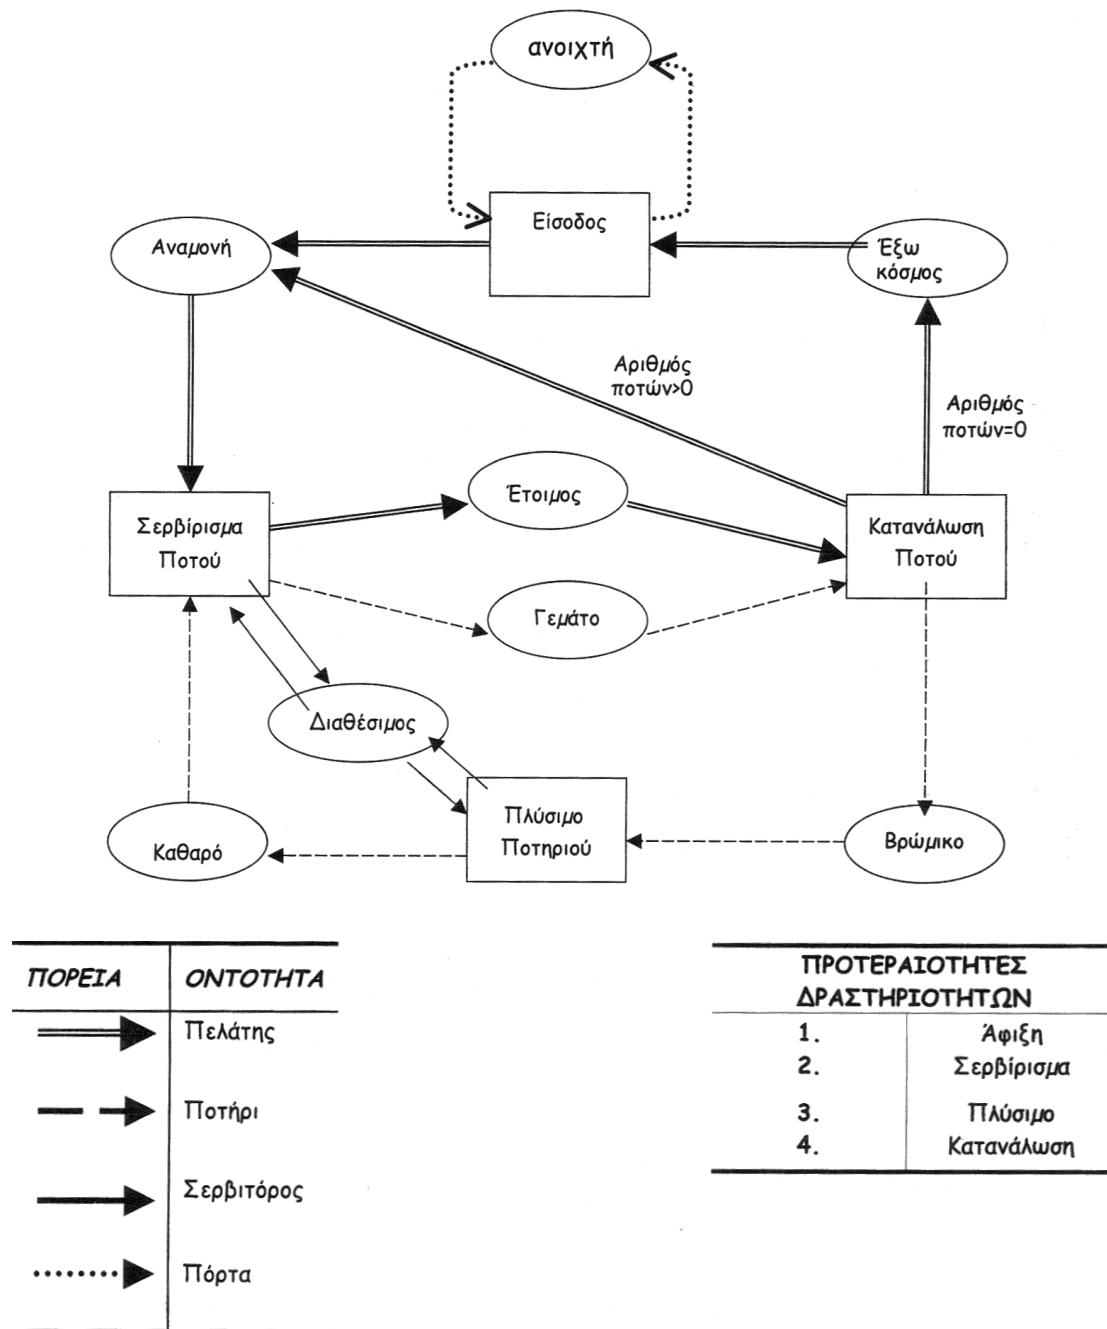 ανοιχτή
Είσοδος
Αναμονή
Έξω
κόσμος
Αριθμός
ποτών>0
Αριθμός
ποτών=0
Έτοιμος
Σερβίρισμα
Ποτού
Κατανάλωση
Ποτού
Γεμάτο
Διαθέσιμος
Πλύσιμο
Ποτηριού
Καθαρό
Βρώμικο
ΠΟΡΕΙΑ ΟΝΤΟΤΗΤΑ
Πελάτης
Ποτήρι
Σερβιτόρος
Πόρτα
ΠΡΟΤΕΡΑΙΟΤΗΤΕΣ
ΔΡΑΣΤΗΡΙΟΤΗΤΩΝ
1. Άφιξη
2. Σερβίρισμα
3. Πλύσιμο
4. Κατανάλωση